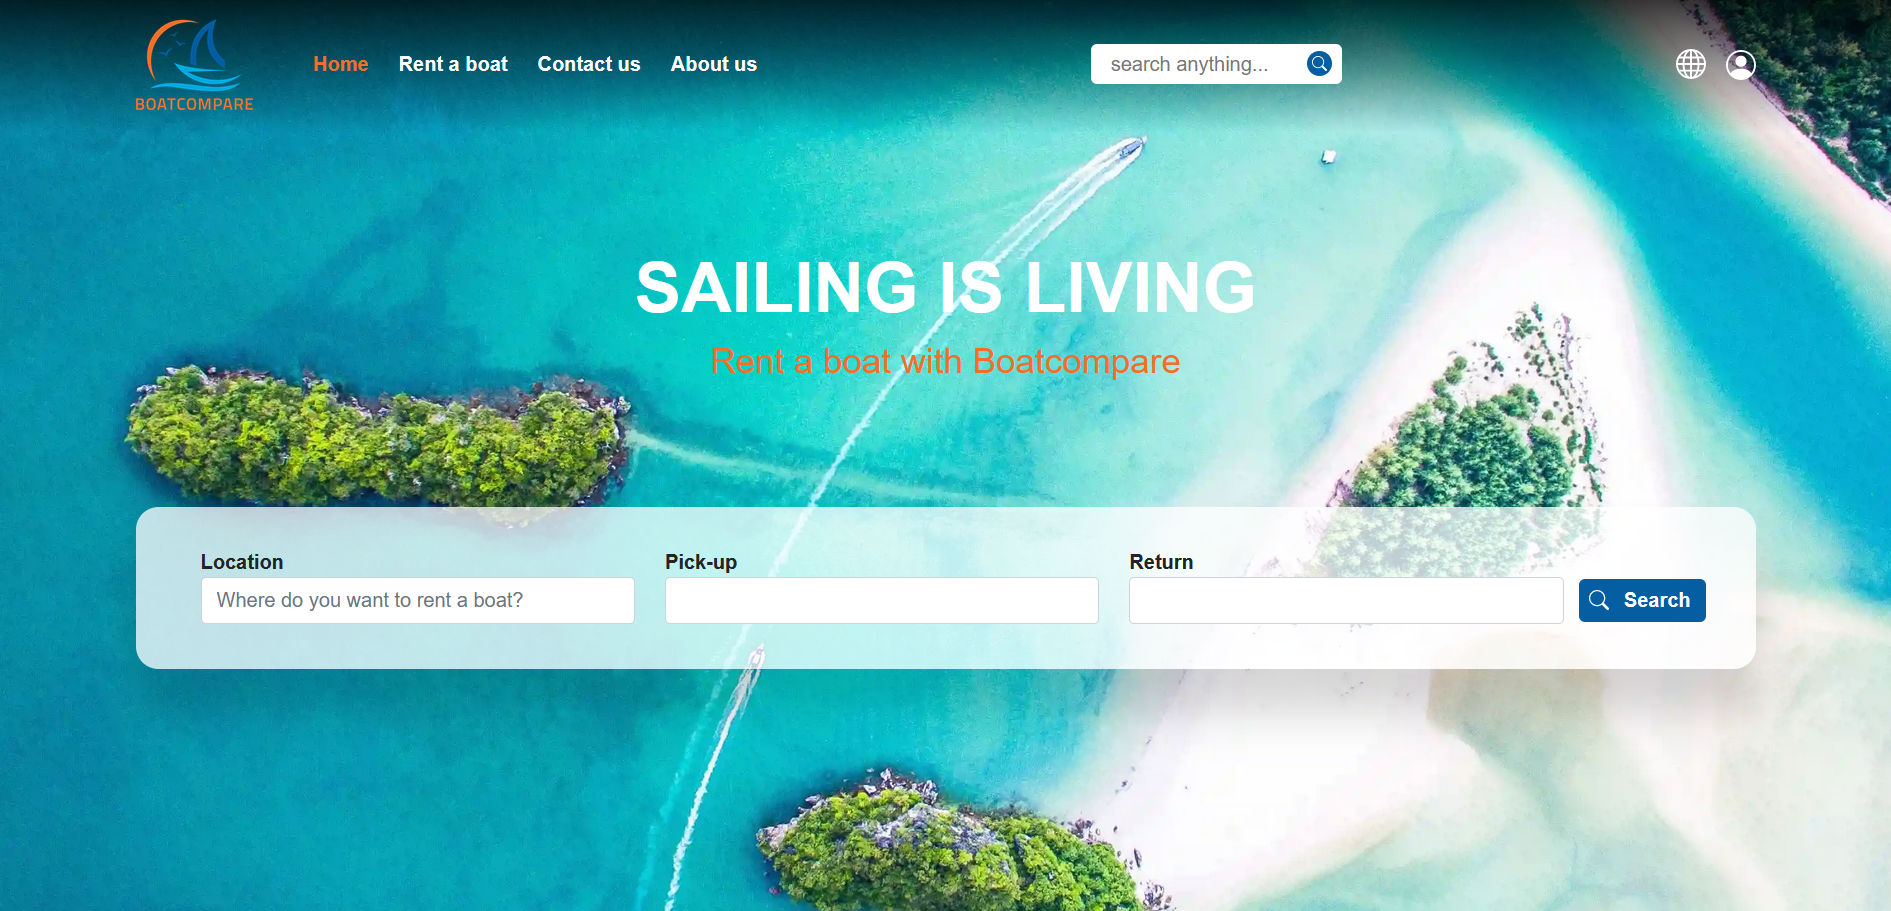 BOATCOMPARE
Home
Rent a boat
Contact us
About us
search anything...
SAILING IS LIVING
Rent a boat with Boatcompare
Location
Pick-up
Return
Where do you want to rent a boat?
Search